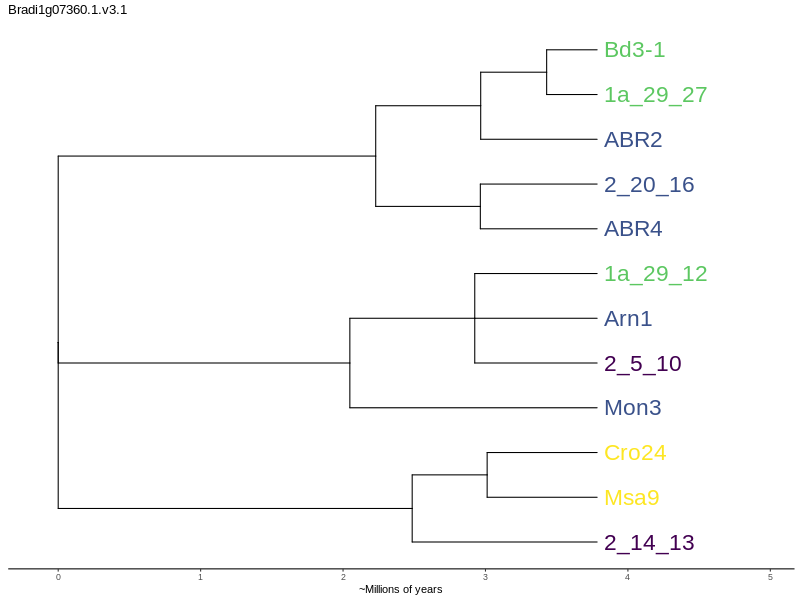 Bradi1g07360.1.v3.1
Bd3-1
1a_29_27
ABR2
2_20_16
ABR4
1a_29_12
Arn1
2_5_10
Mon3
Cro24
Msa9
2_14_13
0 1 2 3 4 5
~Millions of years